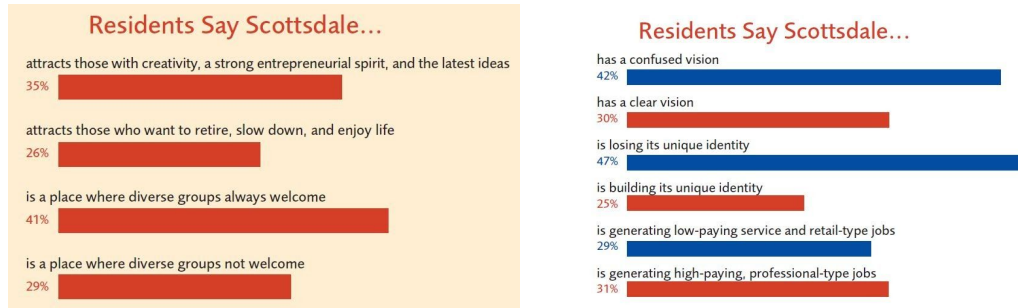 Residents Say Scottsdale...
attracts those with creativity, a strong entrepreneurial spirit, and the latest ideas
35%
attracts those who want to retire, slow down, and enjoy life
26%
is a place where diverse groups always welcome
41%
is a place where diverse groups not welcome
29%
Residents Say Scottsdale...
has a confused vision
42%
has a clear vision
30%
is losing its unique identity
47%
is building its unique identity
25%
is generating low-paying service and retail-type jobs
29%
is generating high-paying, professional-type jobs
31%